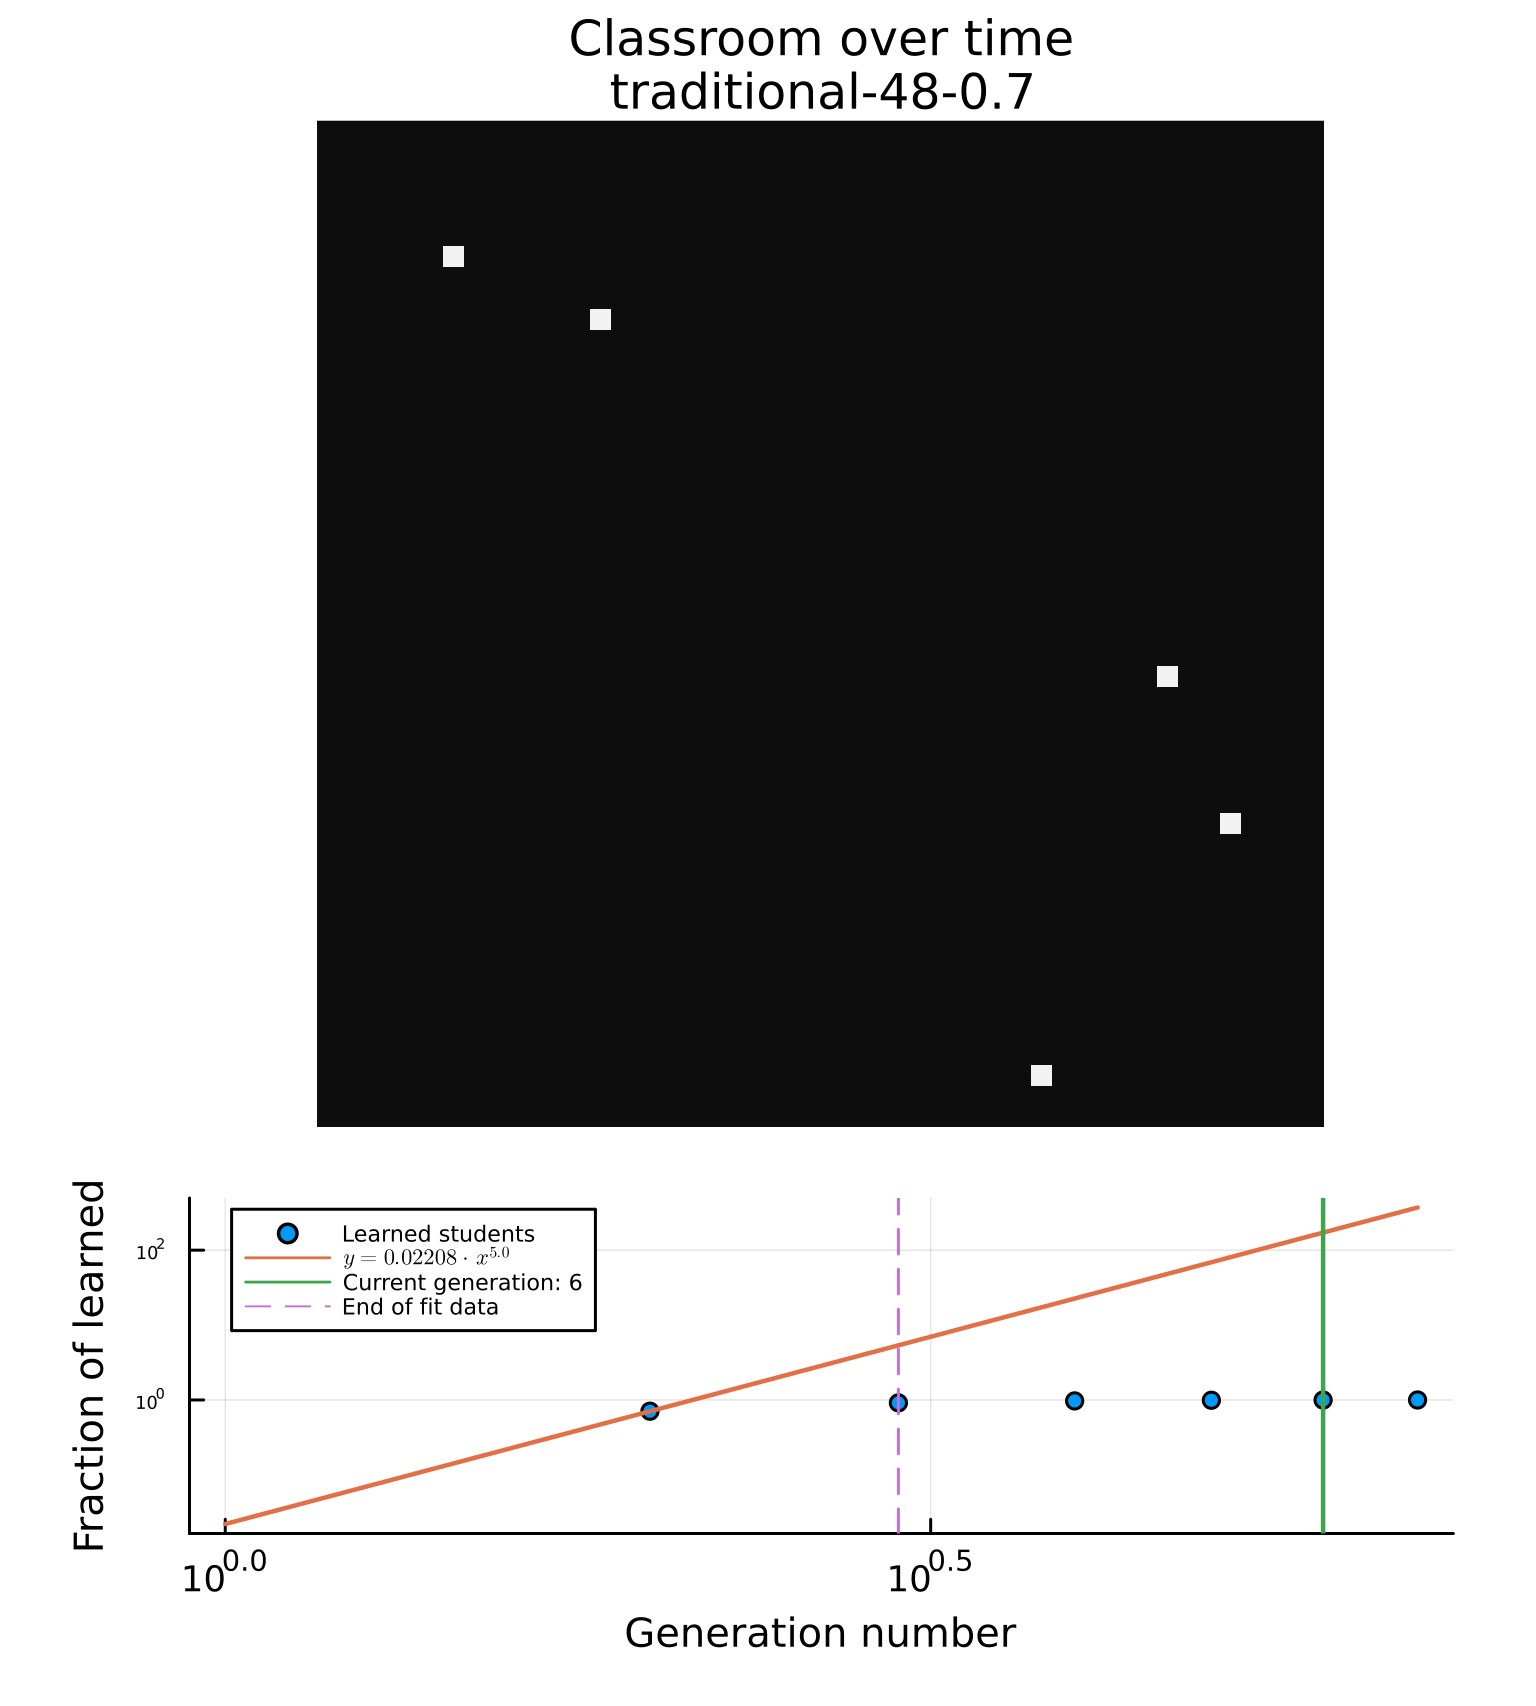 Classroom over time
traditional-48-0.7
Fraction of learned
10^2
10^0
Learned students
y = 0.02208 · x^5.0
Current generation: 6
End of fit data
10^0.0
10^0.5
Generation number